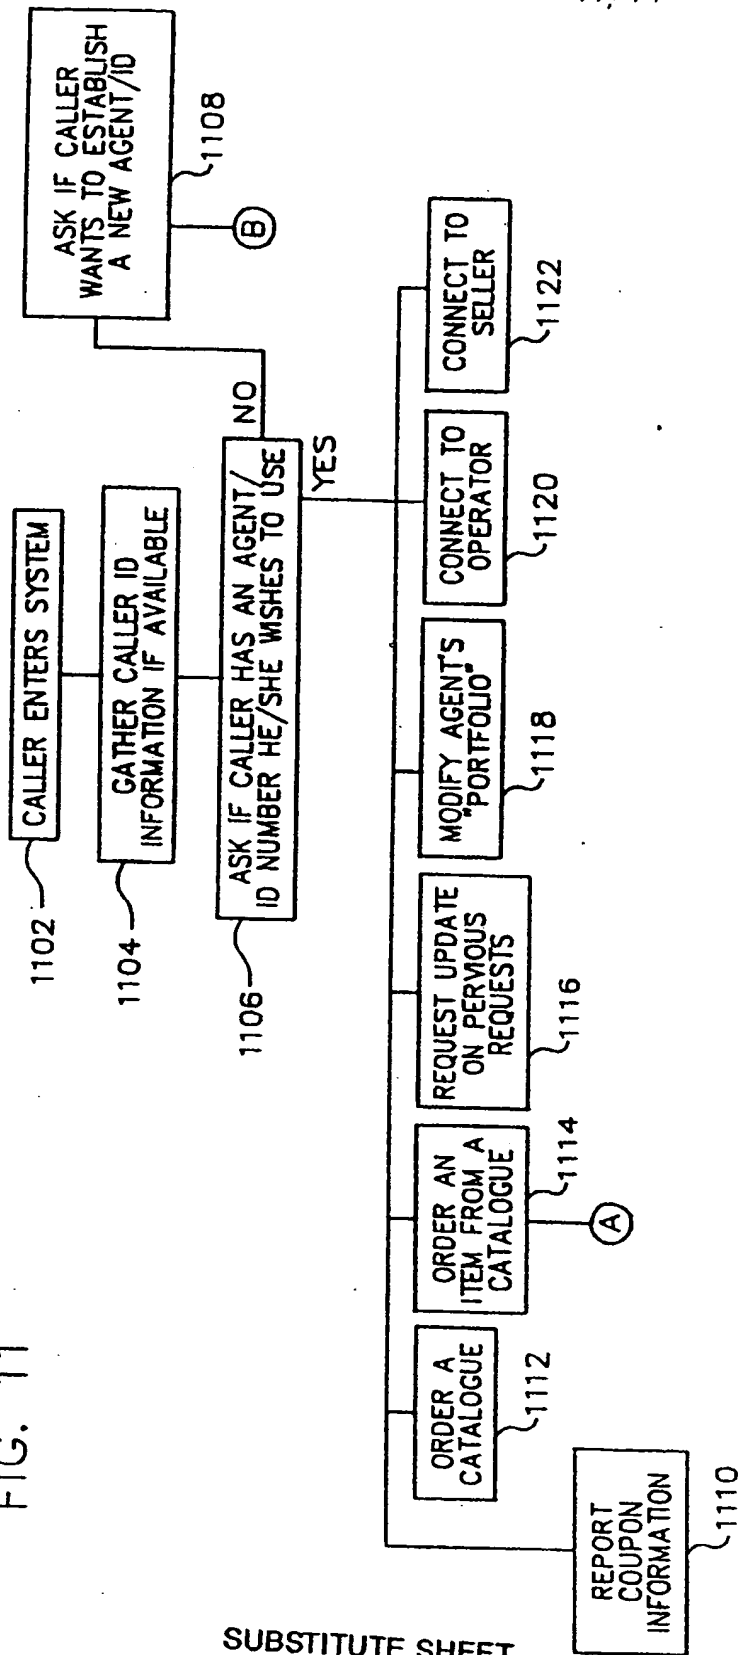 FIG. 11
CALLER ENTERS SYSTEM
1102
GATHER CALLER ID
INFORMATION IF AVAILABLE
1104
ASK IF CALLER HAS AN AGENT/
ID NUMBER HE/SHE WISHES TO USE
1106
NO
YES
ASK IF CALLER
WANTS TO ESTABLISH
A NEW AGENT/ID
1108
B
REPORT
COUPON
INFORMATION
1110
ORDER A
CATALOGUE
1112
ORDER AN
ITEM FROM A
CATALOGUE
1114
A
REQUEST UPDATE
ON PERVIOUS
REQUESTS
1116
MODIFY AGENT'S
"PORTFOLIO"
1118
CONNECT TO
OPERATOR
1120
CONNECT TO
SELLER
1122
SUBSTITUTE SHEET